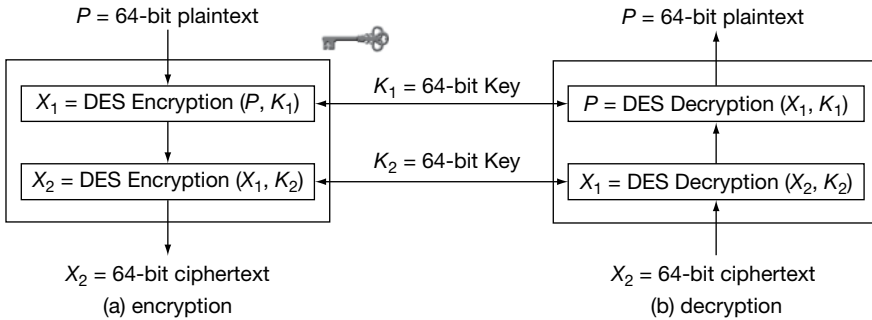 P = 64-bit plaintext
X₁ = DES Encryption (P, K₁)
X₂ = DES Encryption (X₁, K₂)
X₂ = 64-bit ciphertext
(a) encryption
K₁ = 64-bit Key
K₂ = 64-bit Key
P = 64-bit plaintext
P = DES Decryption (X₁, K₁)
X₁ = DES Decryption (X₂, K₂)
X₂ = 64-bit ciphertext
(b) decryption